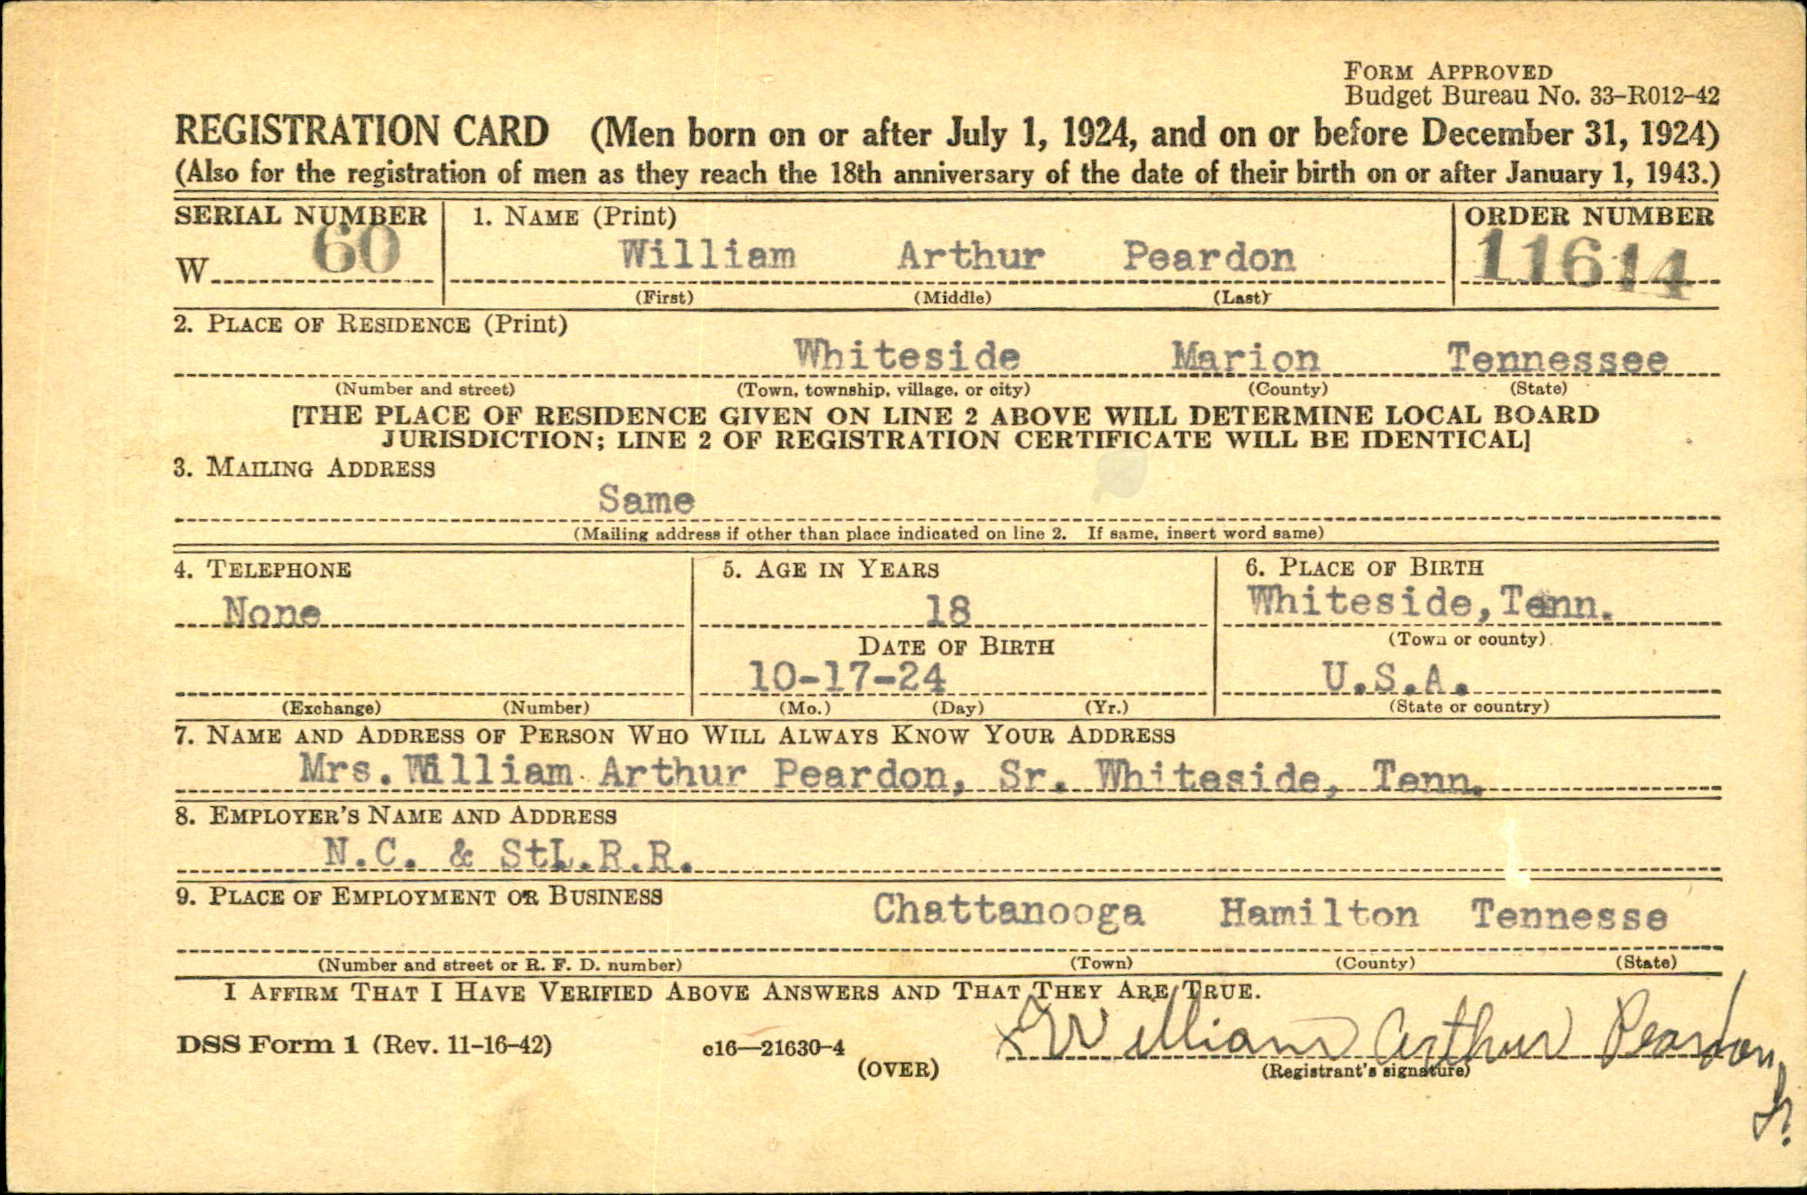 FORM APPROVED
Budget Bureau No. 33-R012-42
REGISTRATION CARD (Men born on or after July 1, 1924, and on or before December 31, 1924)
(Also for the registration of men as they reach the 18th anniversary of the date of their birth on or after January 1, 1943.)
SERIAL NUMBER 1. NAME (Print) ORDER NUMBER
W 60 William Arthur Peardon 11614
(First) (Middle) (Last)
2. PLACE OF RESIDENCE (Print)
Whiteside Marion Tennessee
(Number and street) (Town, township, village, or city) (County) (State)
[THE PLACE OF RESIDENCE GIVEN ON LINE 2 ABOVE WILL DETERMINE LOCAL BOARD
JURISDICTION; LINE 2 OF REGISTRATION CERTIFICATE WILL BE IDENTICAL]
3. MAILING ADDRESS
Same
(Mailing address if other than place indicated on line 2. If same, insert word same)
4. TELEPHONE 5. AGE IN YEARS 6. PLACE OF BIRTH
None 18 Whiteside, Tenn.
DATE OF BIRTH (Town or county)
10-17-24 U.S.A.
(Exchange) (Number) (Mo.) (Day) (Yr.) (State or country)
7. NAME AND ADDRESS OF PERSON WHO WILL ALWAYS KNOW YOUR ADDRESS
Mrs. William Arthur Peardon, Sr. Whiteside, Tenn.
8. EMPLOYER'S NAME AND ADDRESS
N.C. & StL.R.R.
9. PLACE OF EMPLOYMENT OR BUSINESS
Chattanooga Hamilton Tennesse
(Number and street or R. F. D. number) (Town) (County) (State)
I AFFIRM THAT I HAVE VERIFIED ABOVE ANSWERS AND THAT THEY ARE TRUE.
DSS Form 1 (Rev. 11-16-42) c16—21630-4 x William Arthur Peardon, Jr.
(OVER) (Registrant's signature)